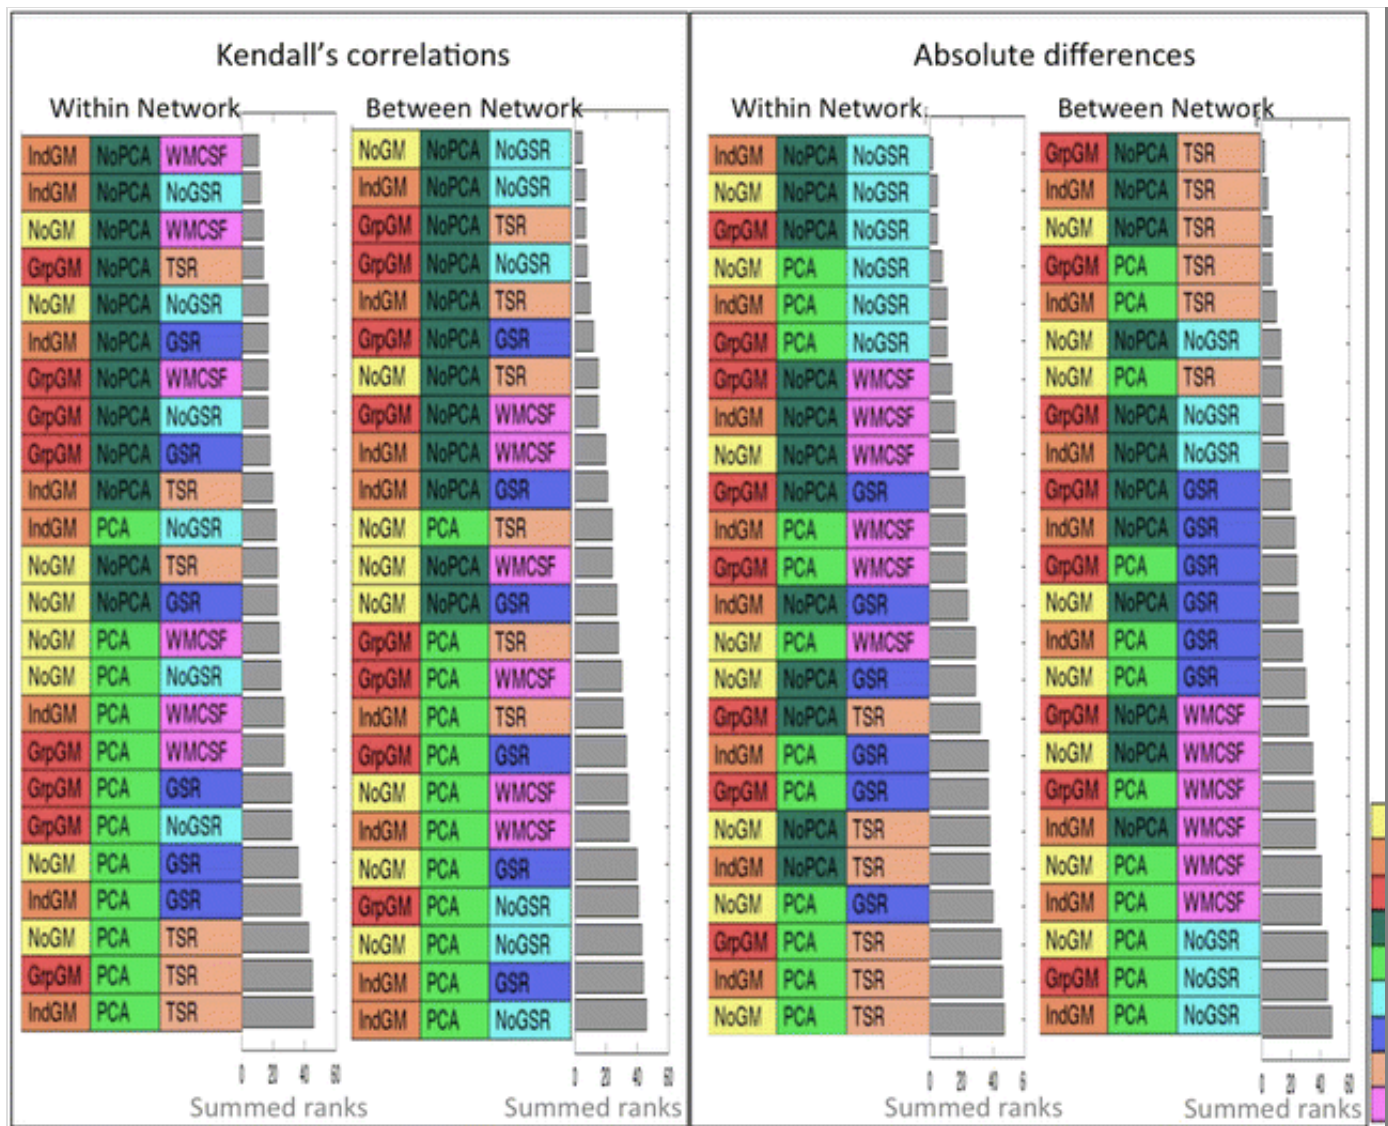 Kendall's correlations
Within Network
IndGM NoPCA WMCSF
IndGM NoPCA NoGSR
NoGM NoPCA WMCSF
GrpGM NoPCA TSR
NoGM NoPCA NoGSR
IndGM NoPCA GSR
GrpGM NoPCA WMCSF
GrpGM NoPCA NoGSR
GrpGM NoPCA GSR
IndGM NoPCA TSR
IndGM PCA NoGSR
NoGM NoPCA TSR
NoGM NoPCA GSR
NoGM PCA WMCSF
NoGM PCA NoGSR
IndGM PCA WMCSF
GrpGM PCA WMCSF
GrpGM PCA GSR
GrpGM PCA NoGSR
NoGM PCA GSR
IndGM PCA GSR
NoGM PCA TSR
GrpGM PCA TSR
IndGM PCA TSR
0 20 40 60
Summed ranks
Between Network
NoGM NoPCA NoGSR
IndGM NoPCA NoGSR
GrpGM NoPCA TSR
GrpGM NoPCA NoGSR
IndGM NoPCA TSR
GrpGM NoPCA GSR
NoGM NoPCA TSR
GrpGM NoPCA WMCSF
IndGM NoPCA WMCSF
IndGM NoPCA GSR
NoGM PCA TSR
NoGM NoPCA WMCSF
NoGM NoPCA GSR
GrpGM PCA TSR
GrpGM PCA WMCSF
IndGM PCA TSR
GrpGM PCA GSR
NoGM PCA WMCSF
IndGM PCA WMCSF
NoGM PCA GSR
GrpGM PCA NoGSR
NoGM PCA NoGSR
IndGM PCA GSR
IndGM PCA NoGSR
0 20 40 60
Summed ranks
Absolute differences
Within Network
IndGM NoPCA NoGSR
NoGM NoPCA NoGSR
GrpGM NoPCA NoGSR
NoGM PCA NoGSR
IndGM PCA NoGSR
GrpGM PCA NoGSR
GrpGM NoPCA WMCSF
IndGM NoPCA WMCSF
NoGM NoPCA WMCSF
GrpGM NoPCA GSR
IndGM PCA WMCSF
GrpGM PCA WMCSF
IndGM NoPCA GSR
NoGM PCA WMCSF
NoGM NoPCA GSR
GrpGM NoPCA TSR
IndGM PCA GSR
GrpGM PCA GSR
NoGM NoPCA TSR
IndGM NoPCA TSR
NoGM PCA GSR
GrpGM PCA TSR
IndGM PCA TSR
NoGM PCA TSR
0 20 40 6
Summed ranks
Between Network
GrpGM NoPCA TSR
IndGM NoPCA TSR
NoGM NoPCA TSR
GrpGM PCA TSR
IndGM PCA TSR
NoGM NoPCA NoGSR
NoGM PCA TSR
GrpGM NoPCA NoGSR
IndGM NoPCA NoGSR
GrpGM NoPCA GSR
IndGM NoPCA GSR
GrpGM PCA GSR
NoGM NoPCA GSR
IndGM PCA GSR
NoGM PCA GSR
GrpGM NoPCA WMCSF
NoGM NoPCA WMCSF
GrpGM PCA WMCSF
IndGM NoPCA WMCSF
NoGM PCA WMCSF
IndGM PCA WMCSF
NoGM PCA NoGSR
GrpGM PCA NoGSR
IndGM PCA NoGSR
0 20 40 60
Summed ranks